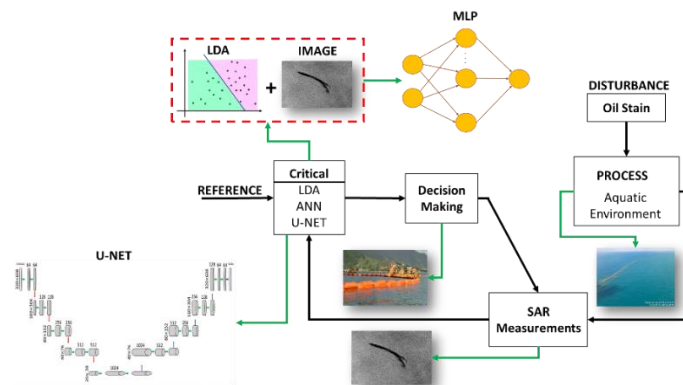 MLP
LDA
IMAGE
+
DISTURBANCE
Oil Stain
PROCESS
Aquatic
Environment
REFERENCE
Critical
LDA
ANN
U-NET
Decision
Making
U-NET
SAR
Measurements